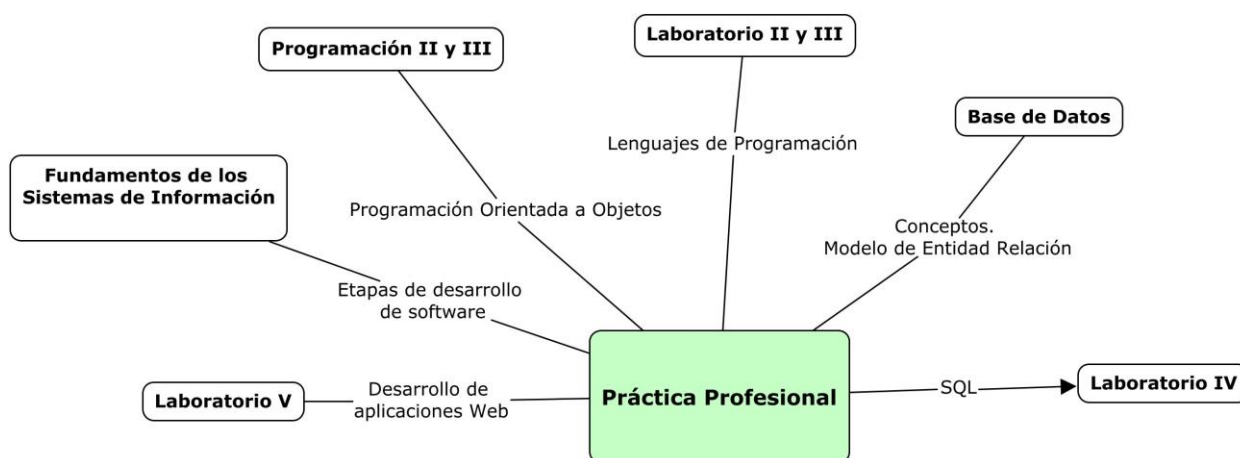 Programación II y III
Laboratorio II y III
Base de Datos
Lenguajes de Programación
Fundamentos de los
Sistemas de Información
Programación Orientada a Objetos
Conceptos.
Modelo de Entidad Relación
Etapas de desarrollo
de software
Práctica Profesional
Laboratorio V
Desarrollo de
aplicaciones Web
SQL
Laboratorio IV